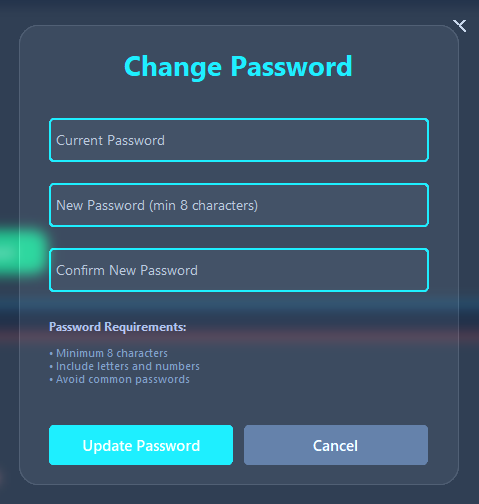 Change Password
Current Password
New Password (min 8 characters)
Confirm New Password
Password Requirements:
• Minimum 8 characters
• Include letters and numbers
• Avoid common passwords
Update Password Cancel